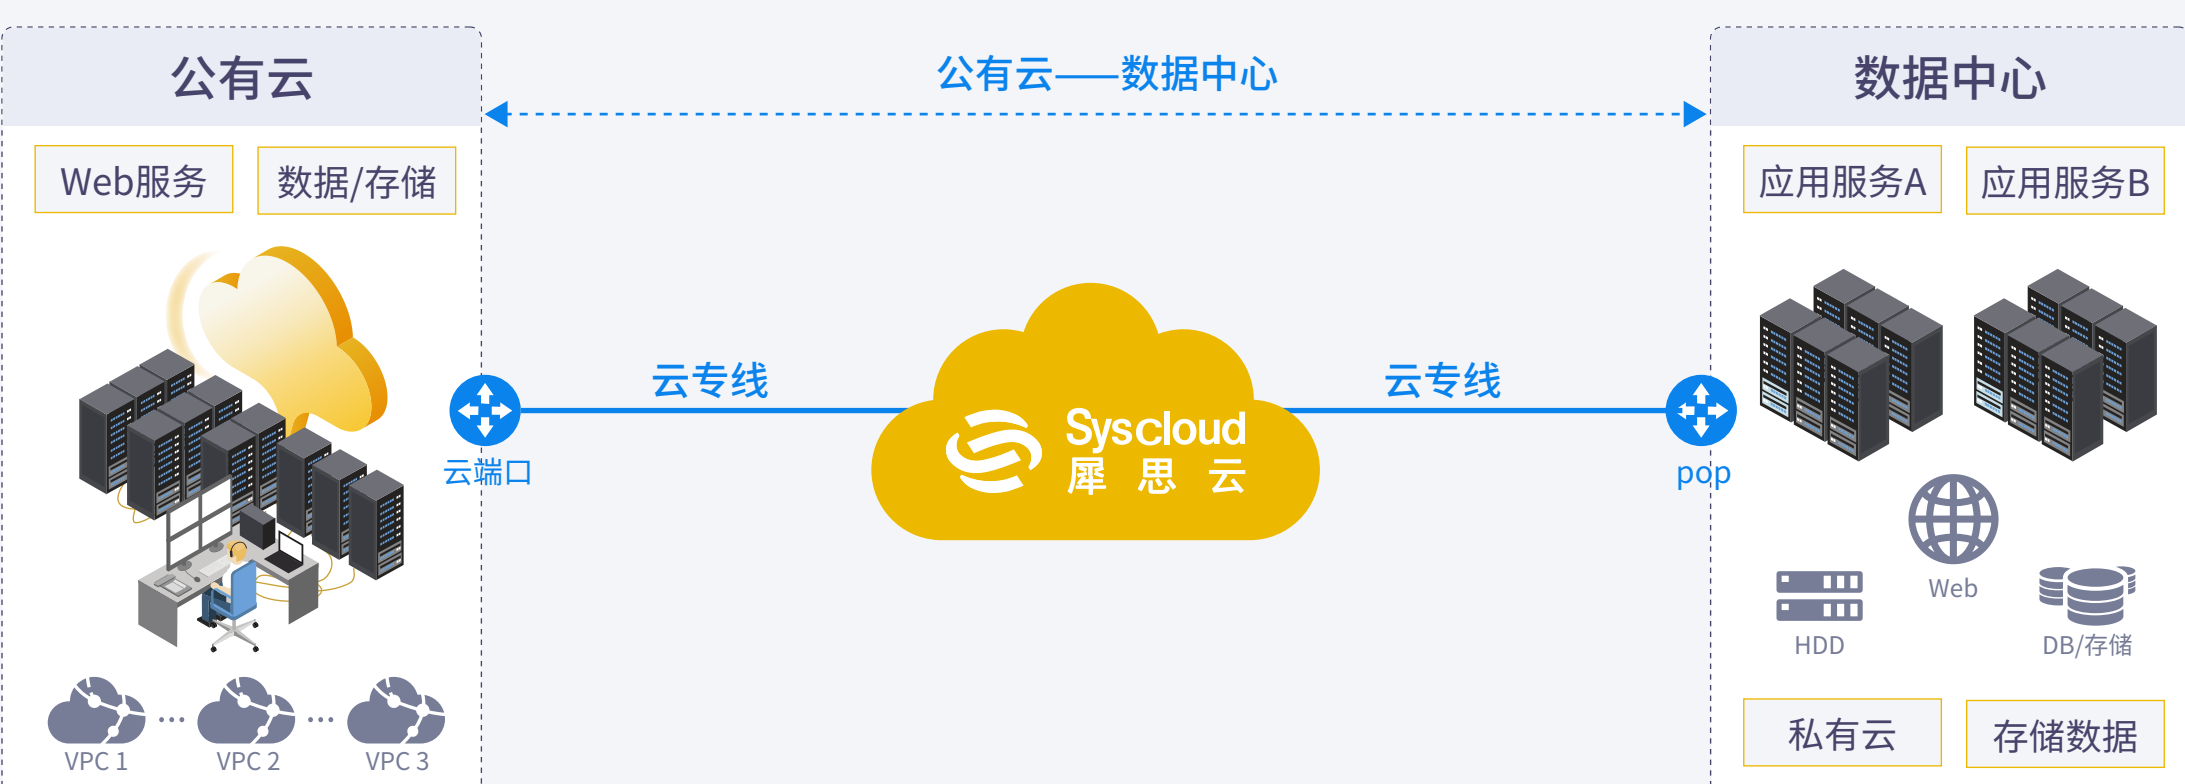 公有云
Web服务
数据/存储
VPC 1
VPC 2
VPC 3
公有云——数据中心
云端口
云专线
Syscloud
犀思云
云专线
pop
数据中心
应用服务A
应用服务B
Web
HDD
DB/存储
私有云
存储数据